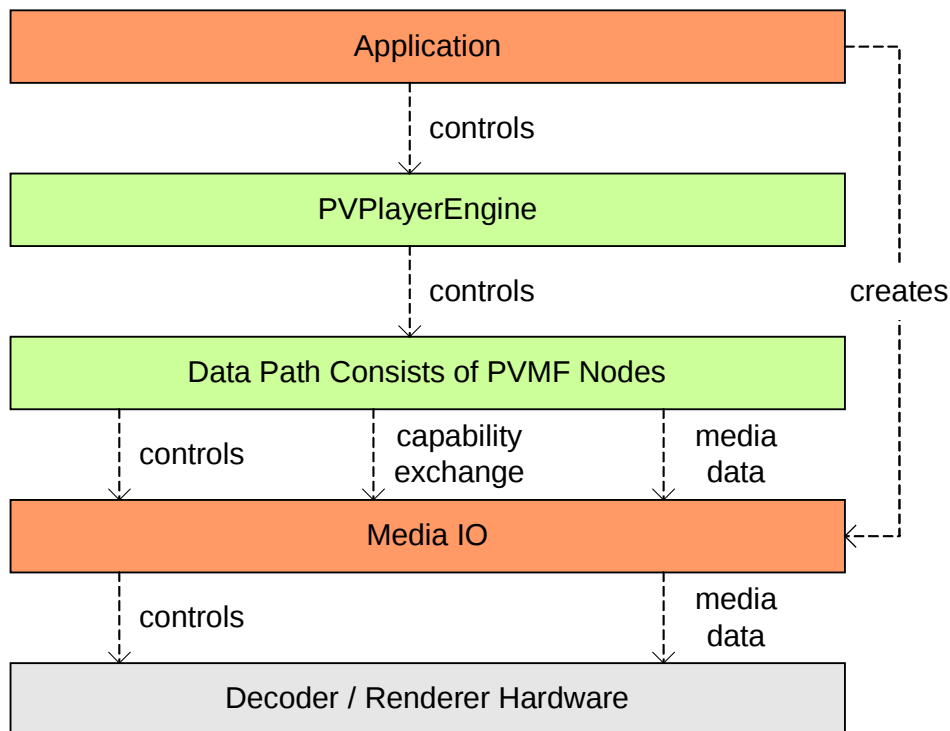 Application
controls
PVPlayerEngine
controls
creates
Data Path Consists of PVMF Nodes
controls
capability
exchange
media
data
Media IO
controls
media
data
Decoder / Renderer Hardware